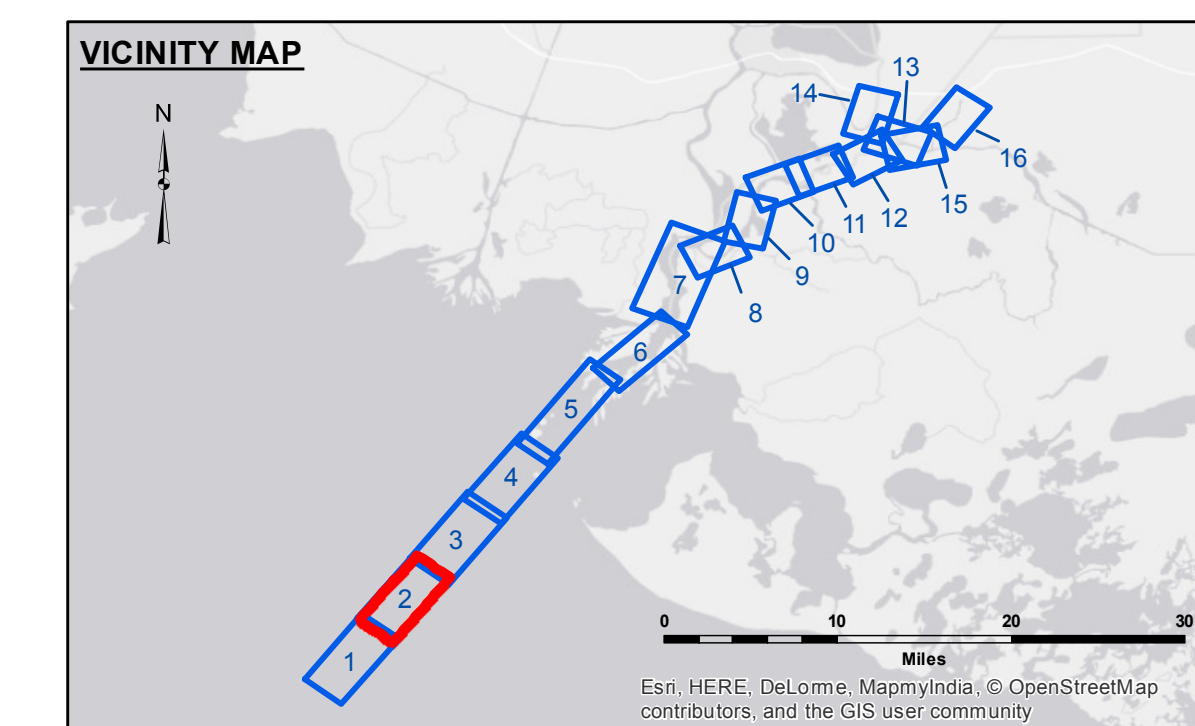 VICINITY MAP
N
13
14
16
15
12
11
10
9
8
7
6
5
4
3
2
1
0 10 20 30
Miles
Esri, HERE, DeLorme, MapmyIndia, © OpenStreetMap
contributors, and the GIS user community